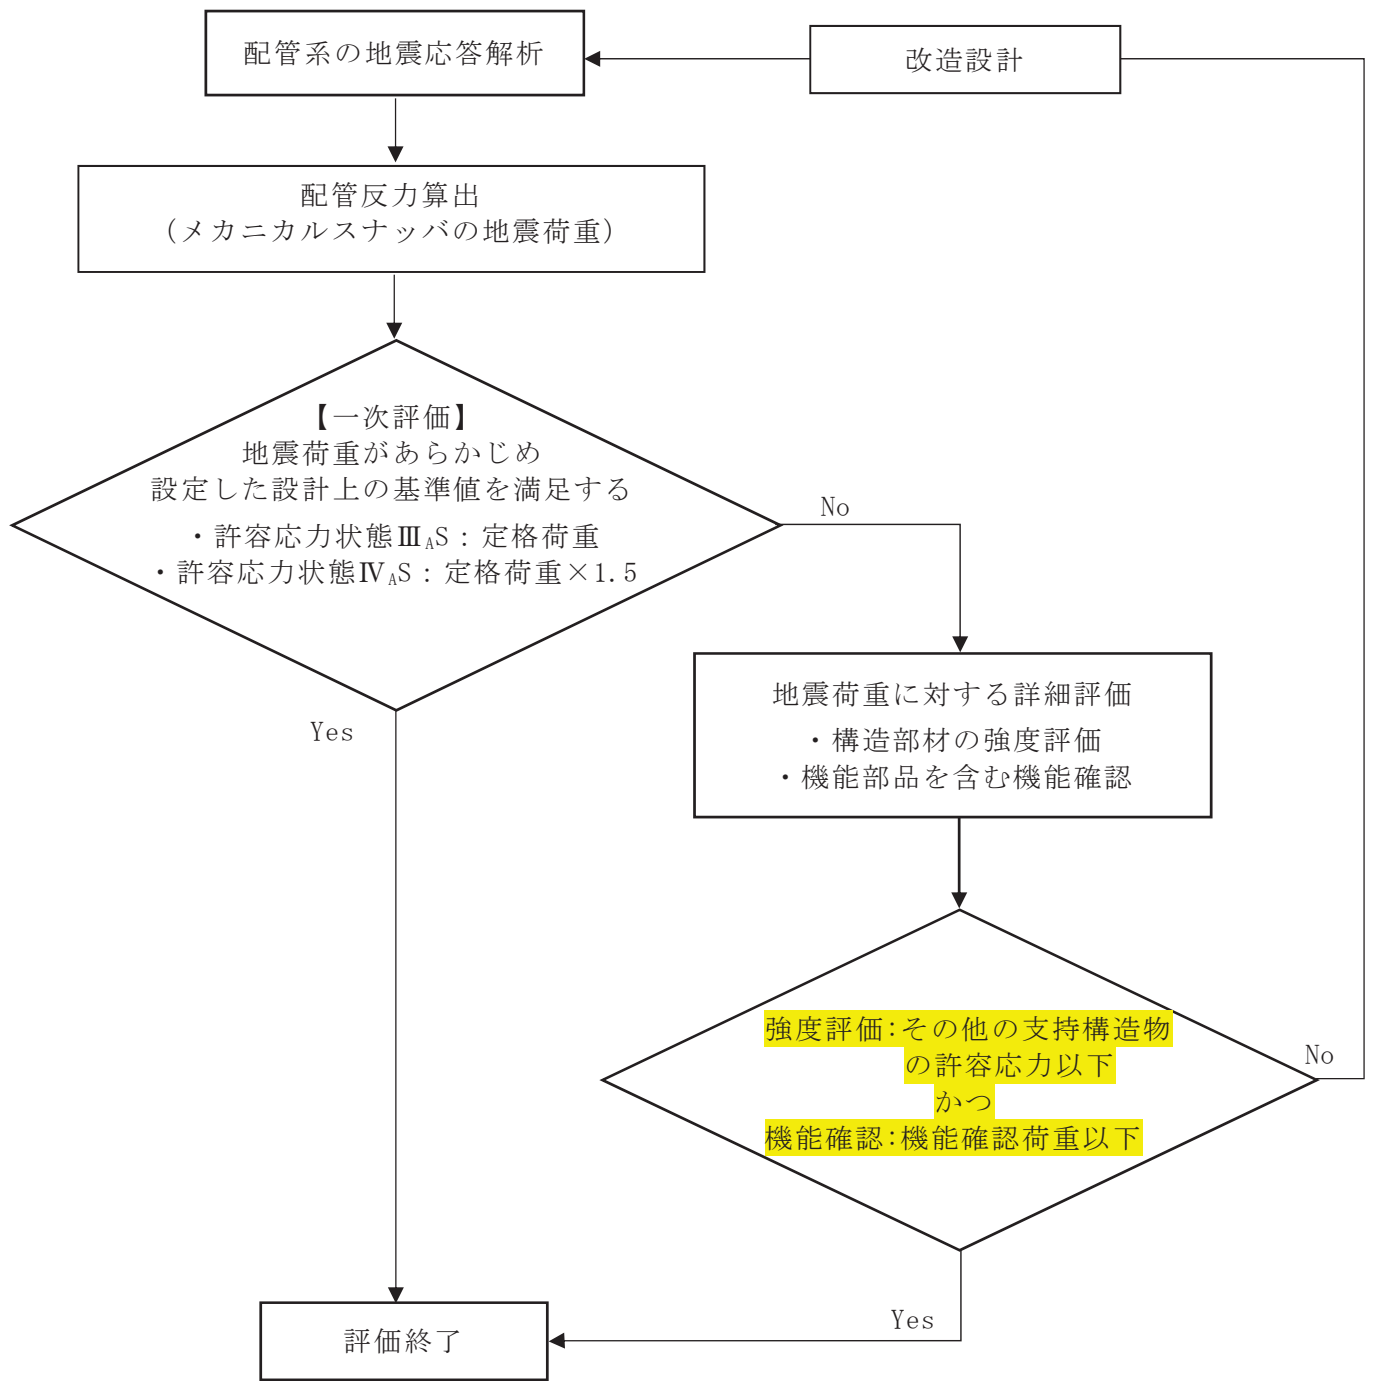 配管系の地震応答解析
改造設計
配管反力算出
(メカニカルスナッバの地震荷重)
【一次評価】
地震荷重があらかじめ
設定した設計上の基準値を満足する
・許容応力状態ⅢAS:定格荷重
・許容応力状態ⅣAS:定格荷重×1.5
No
Yes
地震荷重に対する詳細評価
・構造部材の強度評価
・機能部品を含む機能確認
強度評価:その他の支持構造物
の許容応力以下
かつ
機能確認:機能確認荷重以下
No
Yes
評価終了